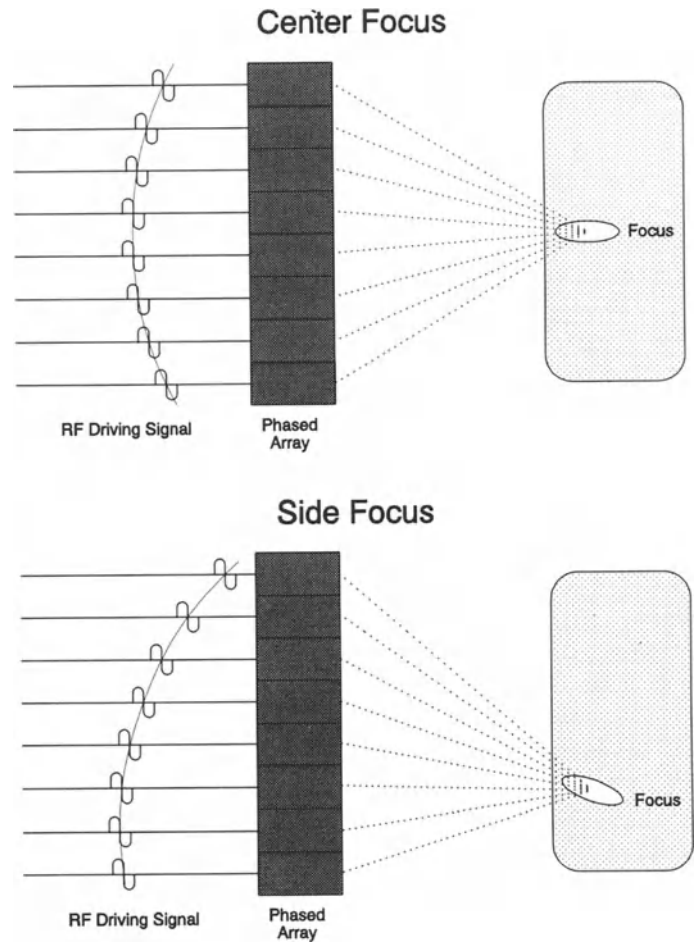 Center Focus
Focus
RF Driving Signal
Phased
Array
Side Focus
Focus
RF Driving Signal
Phased
Array